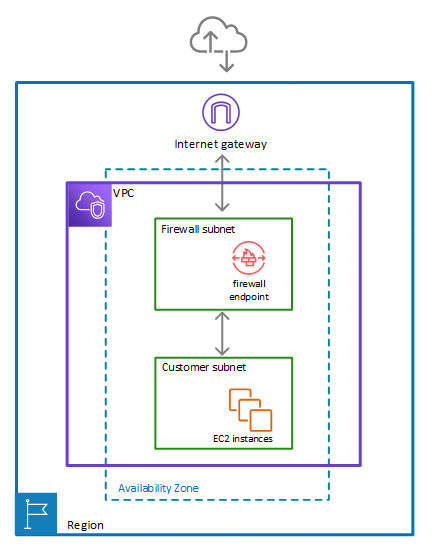 Internet gateway
VPC
Firewall subnet
firewall
endpoint
Customer subnet
EC2 instances
Availability Zone
Region